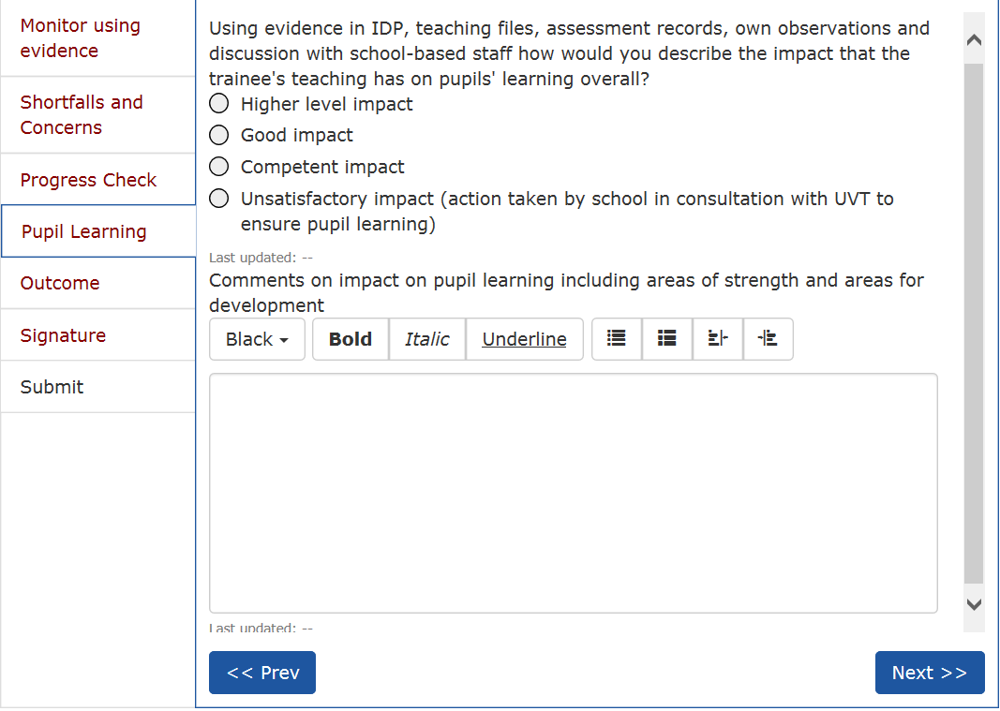 Monitor using
evidence
Shortfalls and
Concerns
Progress Check
Pupil Learning
Outcome
Signature
Submit
Using evidence in IDP, teaching files, assessment records, own observations and
discussion with school-based staff how would you describe the impact that the
trainee's teaching has on pupils' learning overall?
Higher level impact
Good impact
Competent impact
Unsatisfactory impact (action taken by school in consultation with UVT to
ensure pupil learning)
Last updated: --
Comments on impact on pupil learning including areas of strength and areas for
development
Black Bold Italic Underline
Last updated: --
<< Prev
Next >>